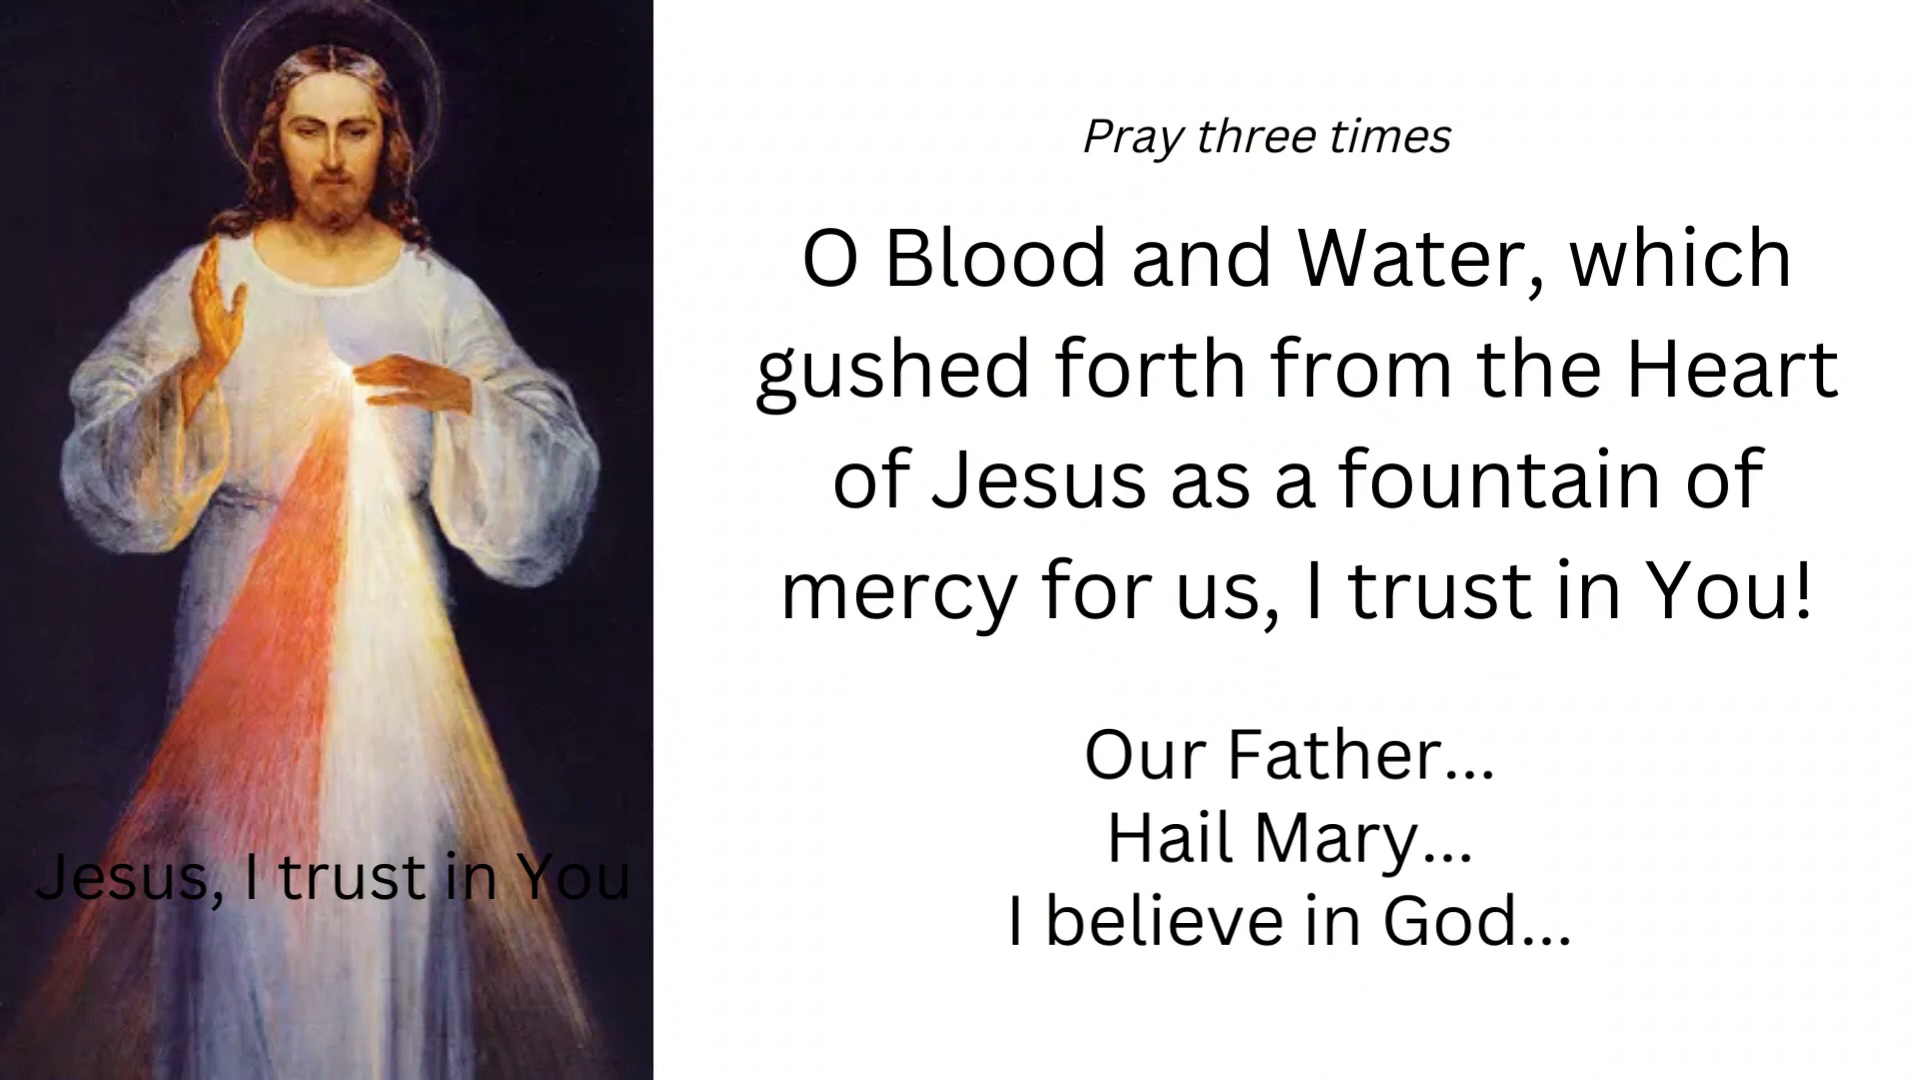 Pray three times
O Blood and Water, which
gushed forth from the Heart
of Jesus as a fountain of
mercy for us, I trust in You!
Our Father...
Hail Mary...
I believe in God...
Jesus, I trust in You